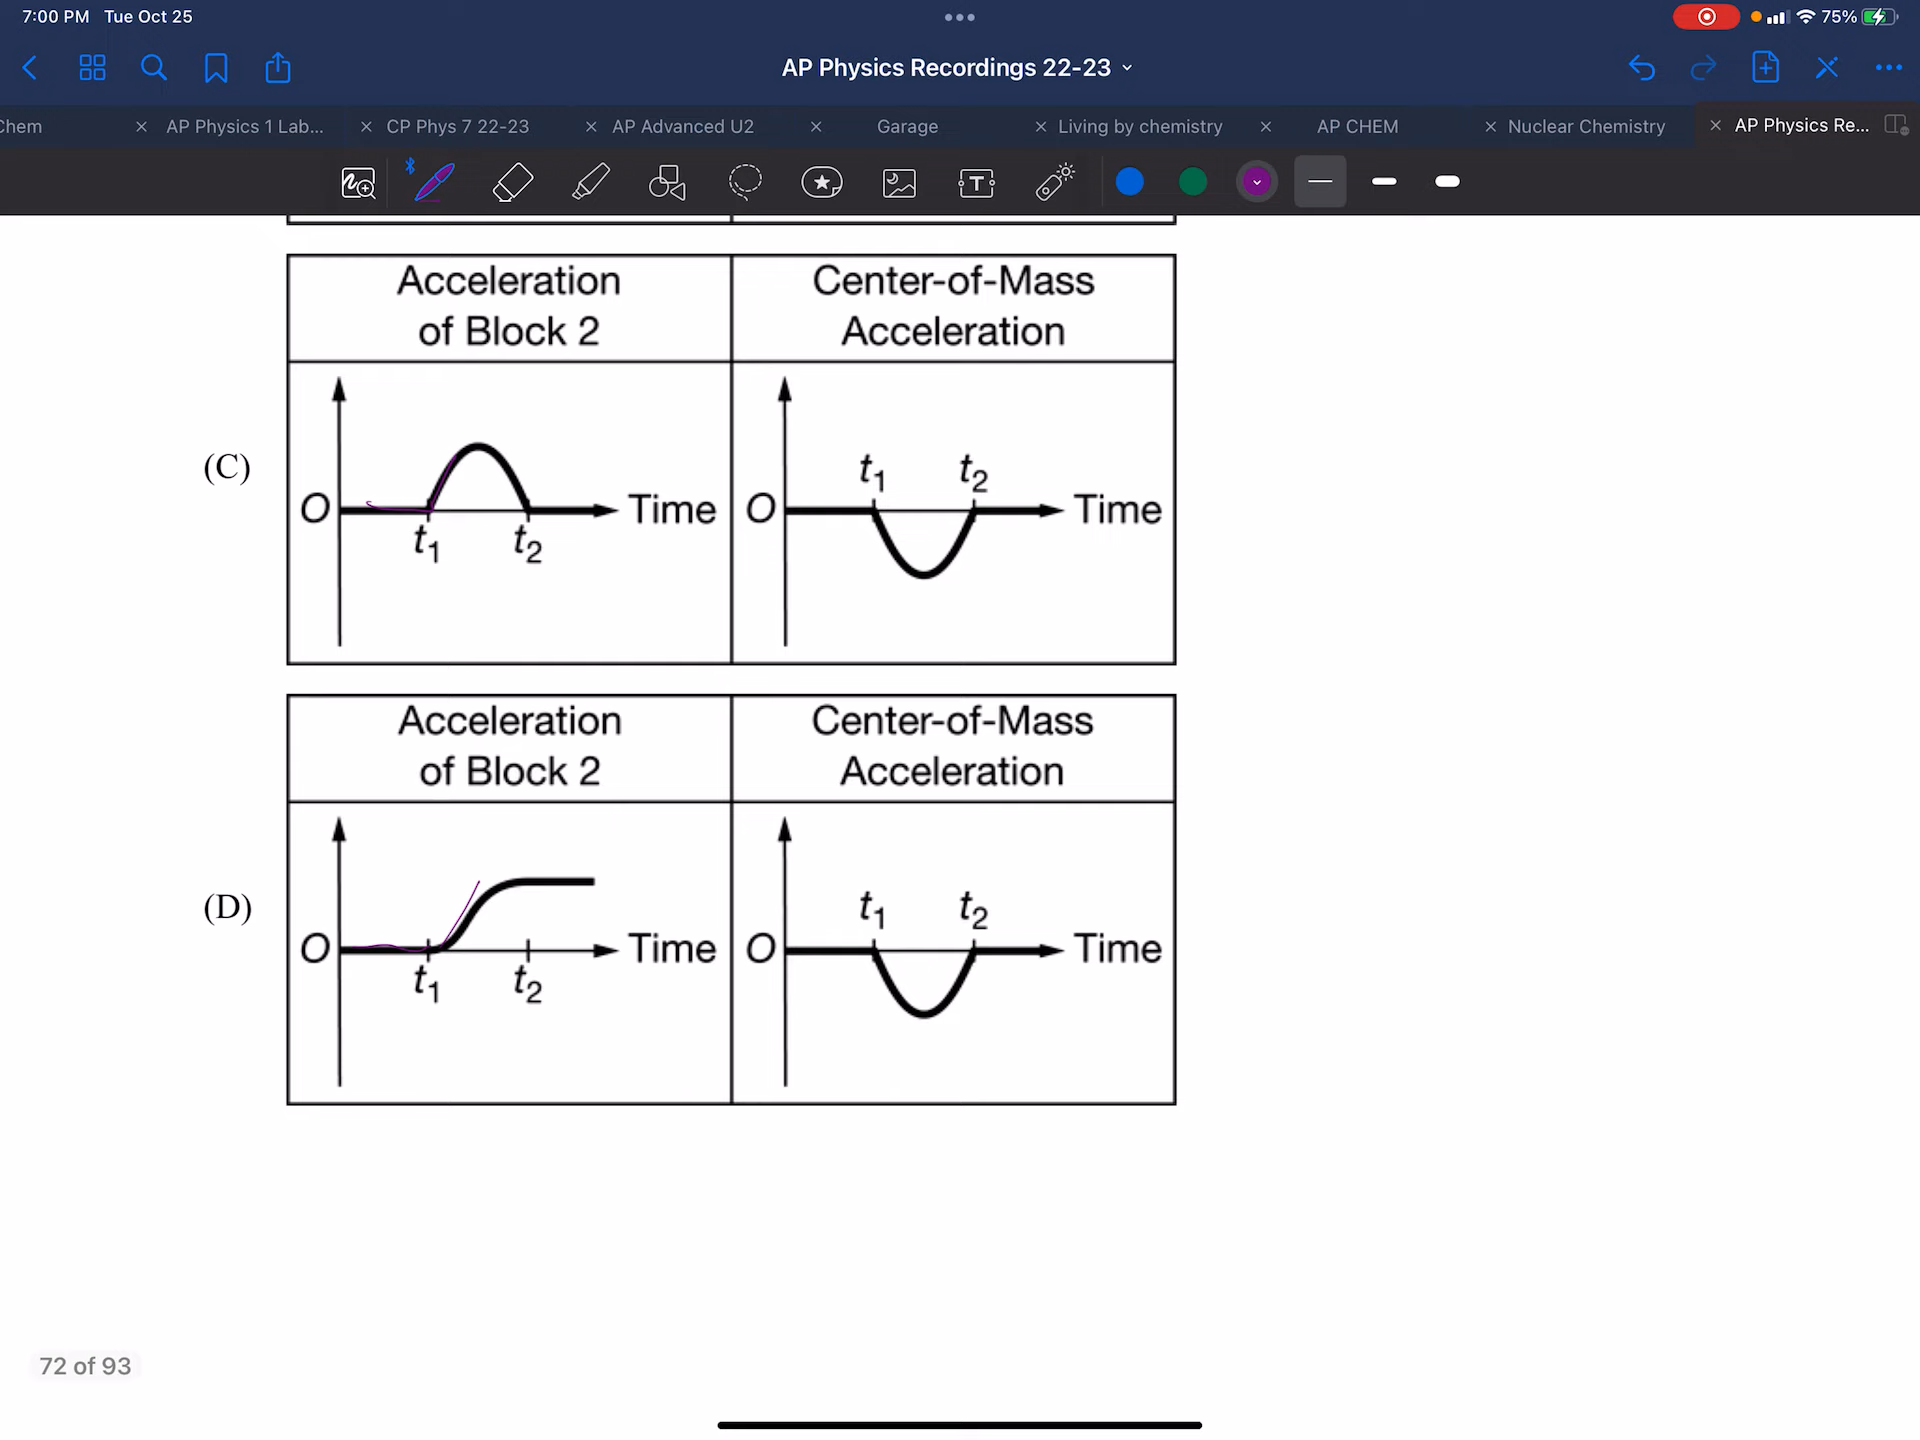 7:00 PM Tue Oct 25
75%
AP Physics Recordings 22-23
Chem
AP Physics 1 Lab...
CP Phys 7 22-23
AP Advanced U2
Garage
Living by chemistry
AP CHEM
Nuclear Chemistry
AP Physics Re...
T
Acceleration
of Block 2
Center-of-Mass
Acceleration
(C)
O
t1
t2
Time
O
t1
t2
Time
Acceleration
of Block 2
Center-of-Mass
Acceleration
(D)
O
t1
t2
Time
O
t1
t2
Time
72 of 93